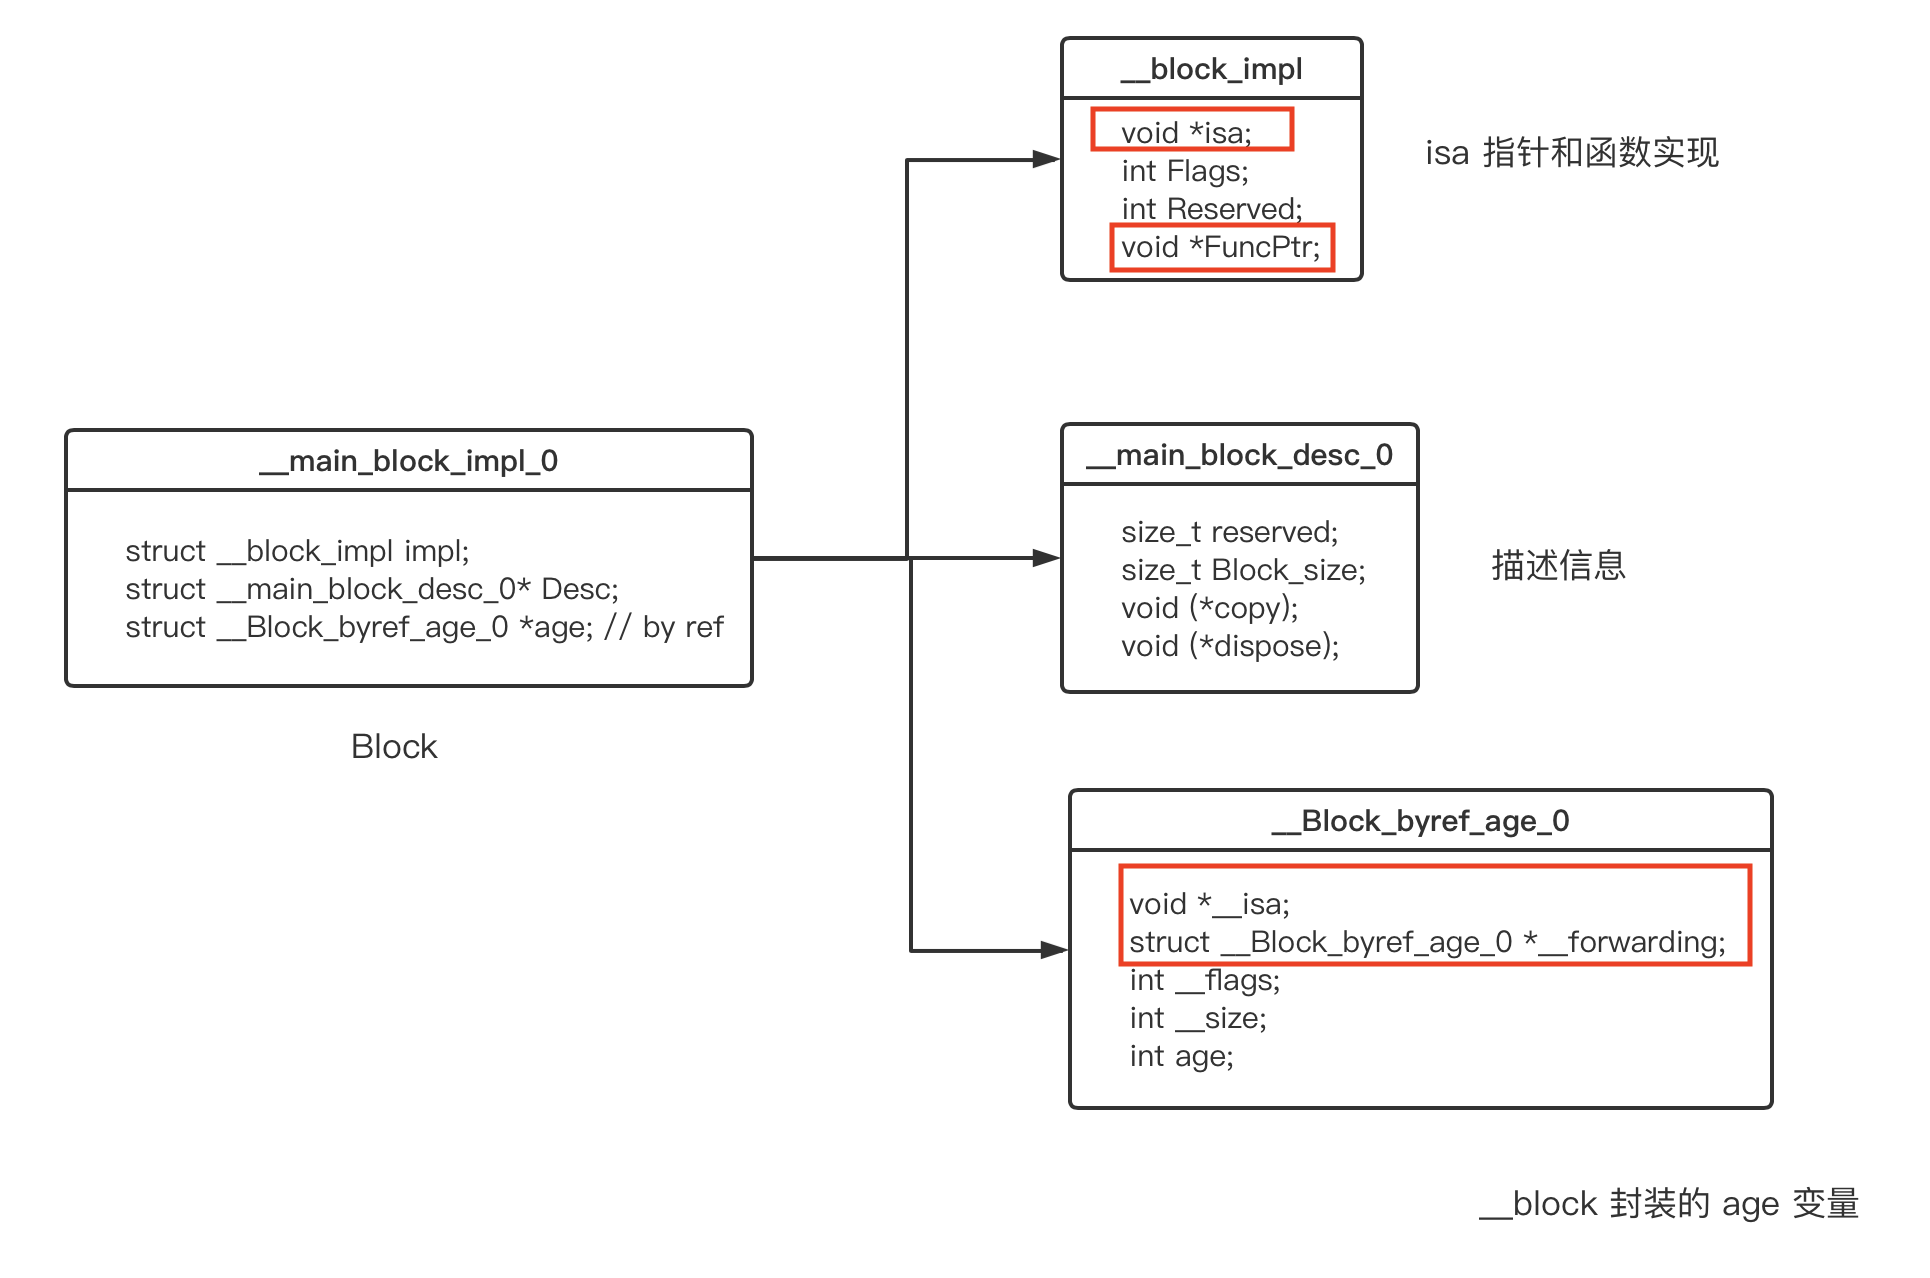 __block_impl
void *isa;
int Flags;
int Reserved;
void *FuncPtr;
isa 指针和函数实现
__main_block_impl_0
struct __block_impl impl;
struct __main_block_desc_0* Desc;
struct __Block_byref_age_0 *age; // by ref
Block
__main_block_desc_0
size_t reserved;
size_t Block_size;
void (*copy);
void (*dispose);
描述信息
__Block_byref_age_0
void *__isa;
struct __Block_byref_age_0 *__forwarding;
int __flags;
int __size;
int age;
__block 封装的 age 变量